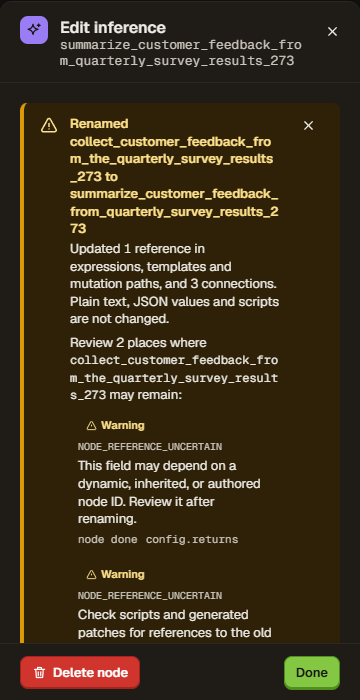 Edit inference
summarize_customer_feedback_fro
m_quarterly_survey_results_273
Renamed
collect_customer_feedback_fro
m_the_quarterly_survey_results
_273 to
summarize_customer_feedback_
from_quarterly_survey_results_2
73
Updated 1 reference in
expressions, templates and
mutation paths, and 3 connections.
Plain text, JSON values and scripts
are not changed.
Review 2 places where
collect_customer_feedback_fro
m_the_quarterly_survey_result
s_273 may remain:
Warning
NODE_REFERENCE_UNCERTAIN
This field may depend on a
dynamic, inherited, or authored
node ID. Review it after
renaming.
node done config.returns
Warning
NODE_REFERENCE_UNCERTAIN
Check scripts and generated
patches for references to the old
Delete node
Done